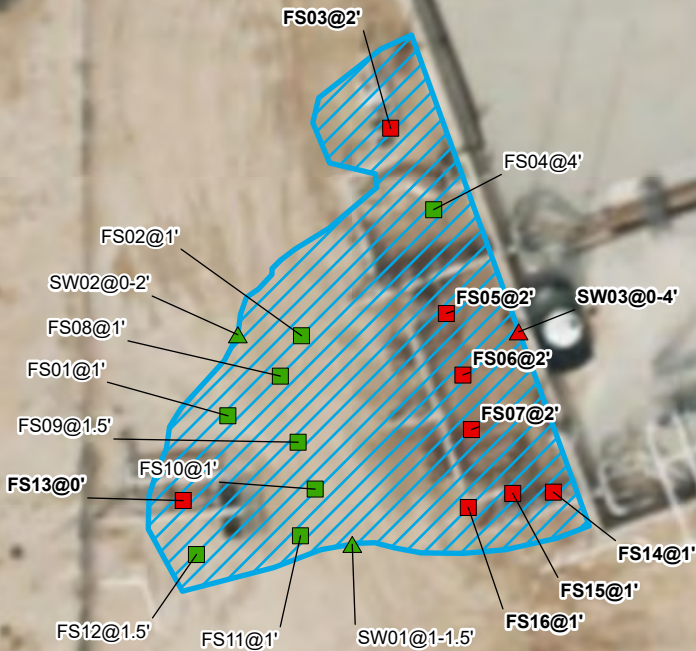 FS03@2'
FS04@4'
FS02@1'
SW02@0-2'
FS05@2'
SW03@0-4'
FS08@1'
FS06@2'
FS01@1'
FS07@2'
FS09@1.5'
FS10@1'
FS13@0'
FS14@1'
FS15@1'
FS16@1'
FS12@1.5'
FS11@1'
SW01@1-1.5'